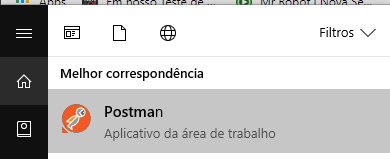 Apps
Em nosso Teste de
Mr Robot | Nova Se
Filtros
Melhor correspondência
Postman
Aplicativo da área de trabalho